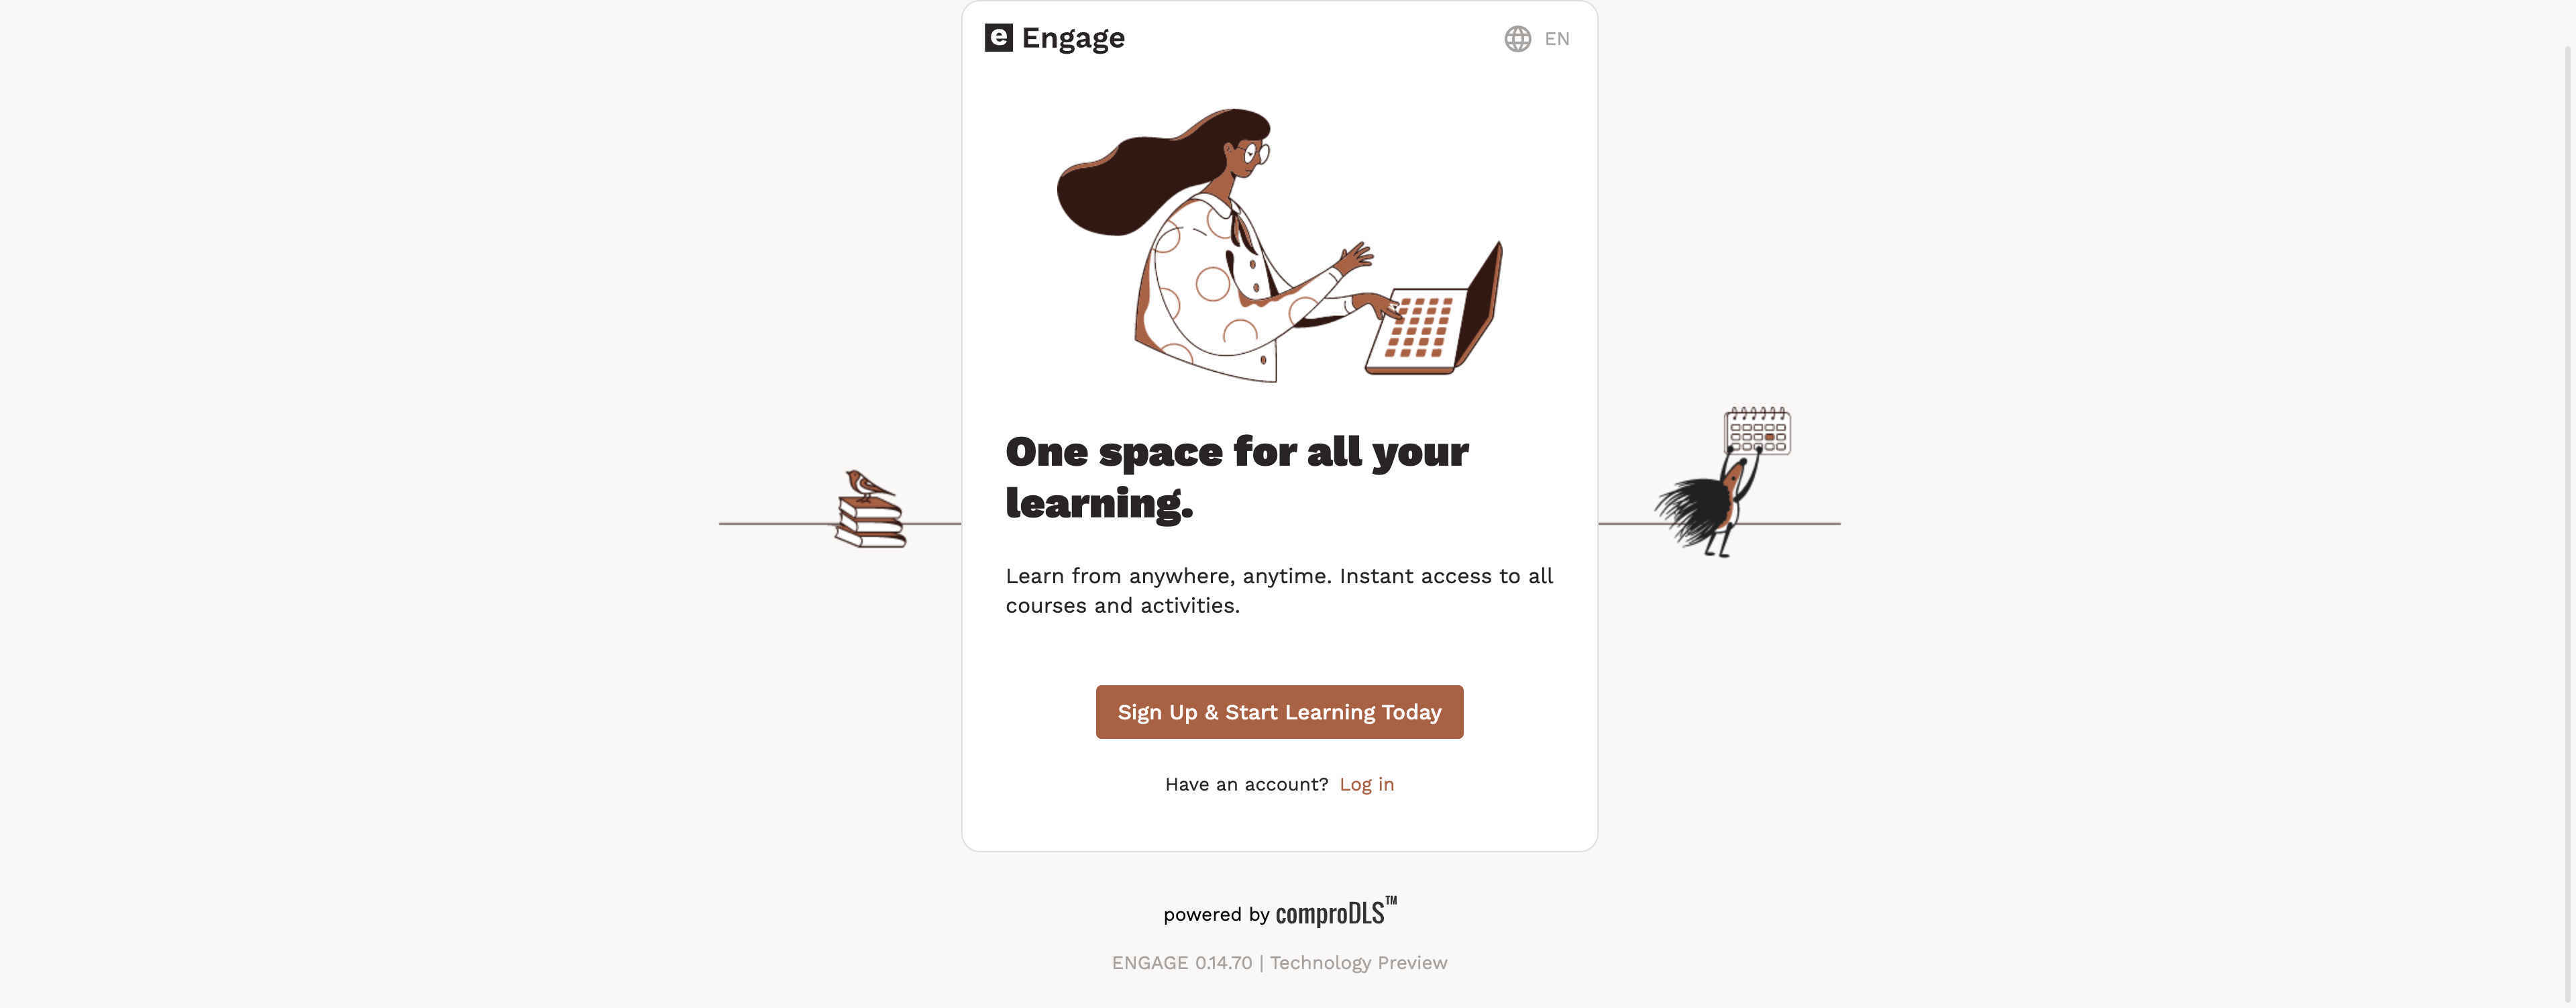 e Engage
EN
One space for all your
learning.
Learn from anywhere, anytime. Instant access to all
courses and activities.
Sign Up & Start Learning Today
Have an account? Log in
powered by comproDLS™
ENGAGE 0.14.70 | Technology Preview